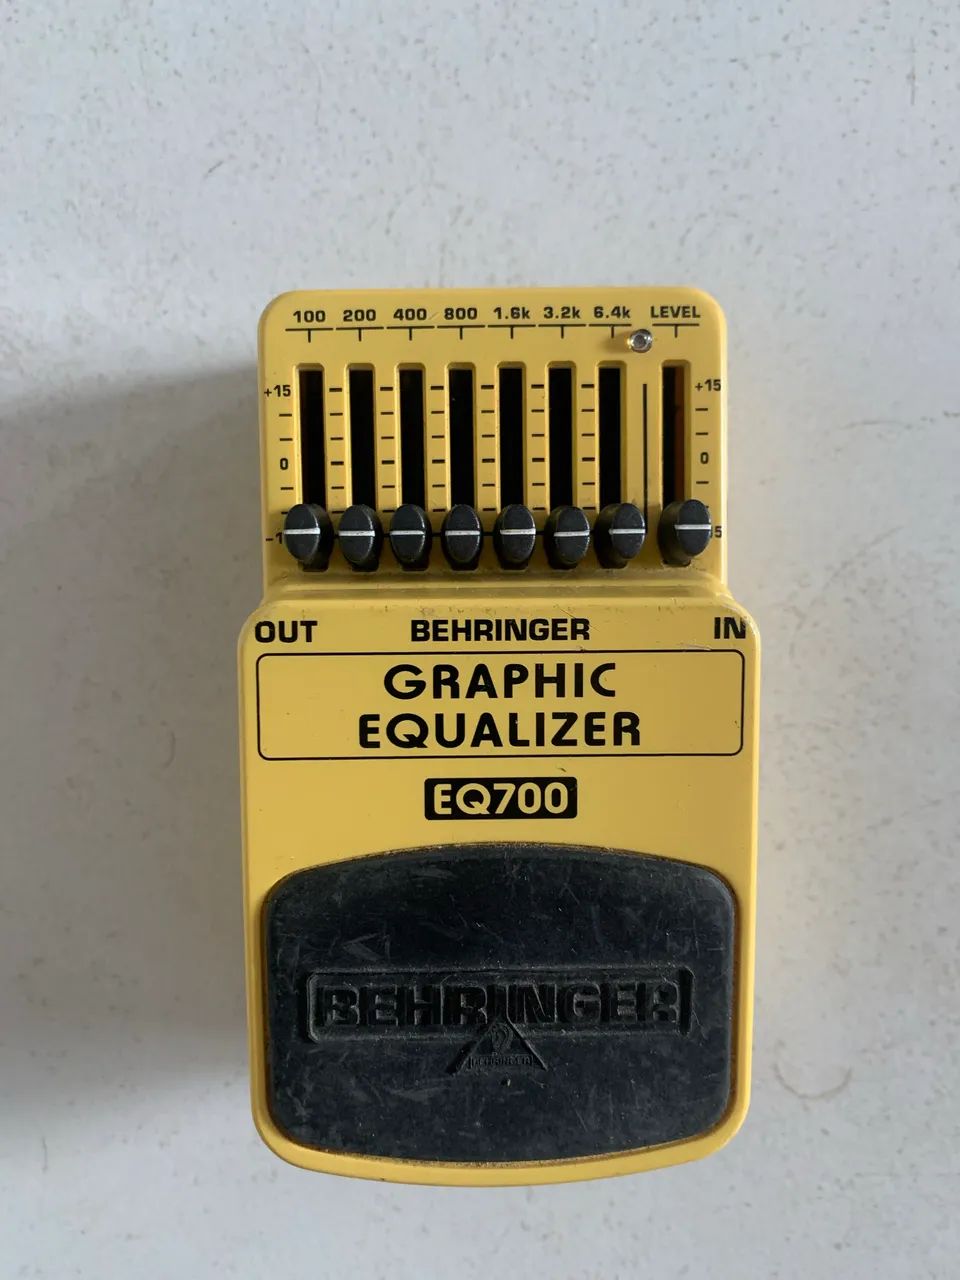 100 200 400 800 1.6k 3.2k 6.4k LEVEL
+15 +15
0 0
OUT BEHRINGER IN
GRAPHIC
EQUALIZER
EQ700
BEHRINGER
BEHRINGER